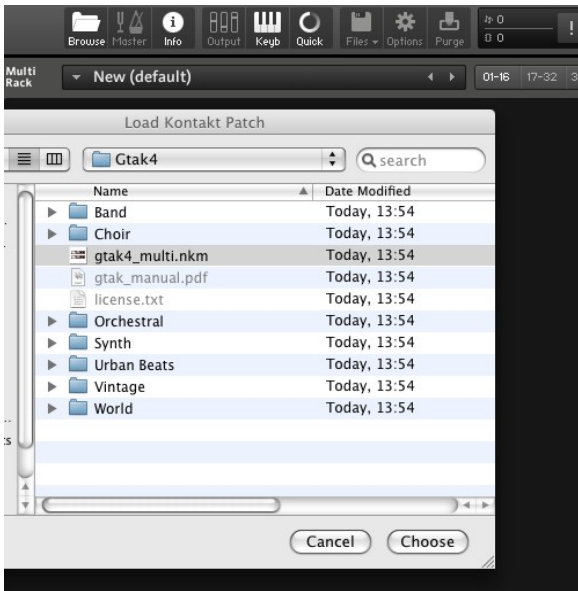 Browse Master Info Output Keyb Quick Files Options Purge
0
0
!
Multi
Rack
New (default)
01-16 17-32 3
Load Kontakt Patch
Gtak4
search
Name Date Modified
Band Today, 13:54
Choir Today, 13:54
gtak4_multi.nkm Today, 13:54
gtak_manual.pdf Today, 13:54
license.txt Today, 13:54
Orchestral Today, 13:54
Synth Today, 13:54
Urban Beats Today, 13:54
Vintage Today, 13:54
World Today, 13:54
Cancel Choose